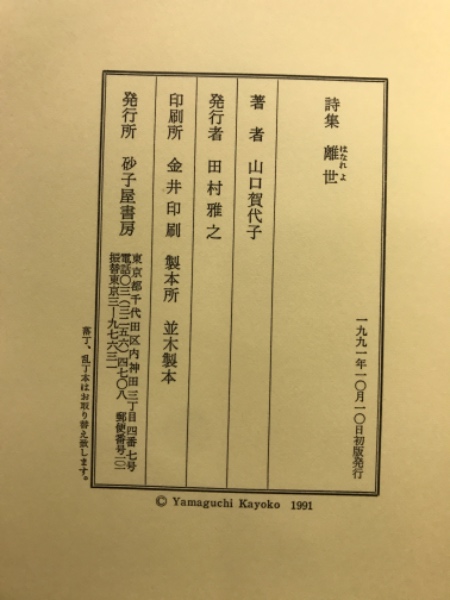 詩集 離世
はなれ よ
一九九一年一〇月一〇日初版発行
著者 山口賀代子
発行者 田村雅之
印刷所 金井印刷 製本所 並木製本
発行所 砂子屋書房
東京都千代田区内神田三丁目四番七号
電話〇三(三二五六)四七〇八 郵便番号一〇一
振替東京三―九七六三一
落丁、乱丁本はお取り替え致します。
© Yamaguchi Kayoko 1991